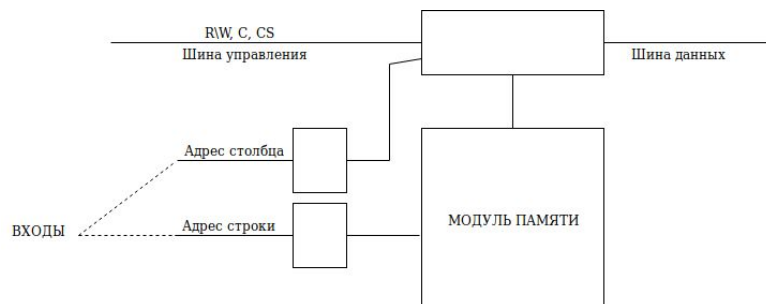 R\W, C, CS
Шина управления
Шина данных
Адрес столбца
Адрес строки
ВХОДЫ
МОДУЛЬ ПАМЯТИ